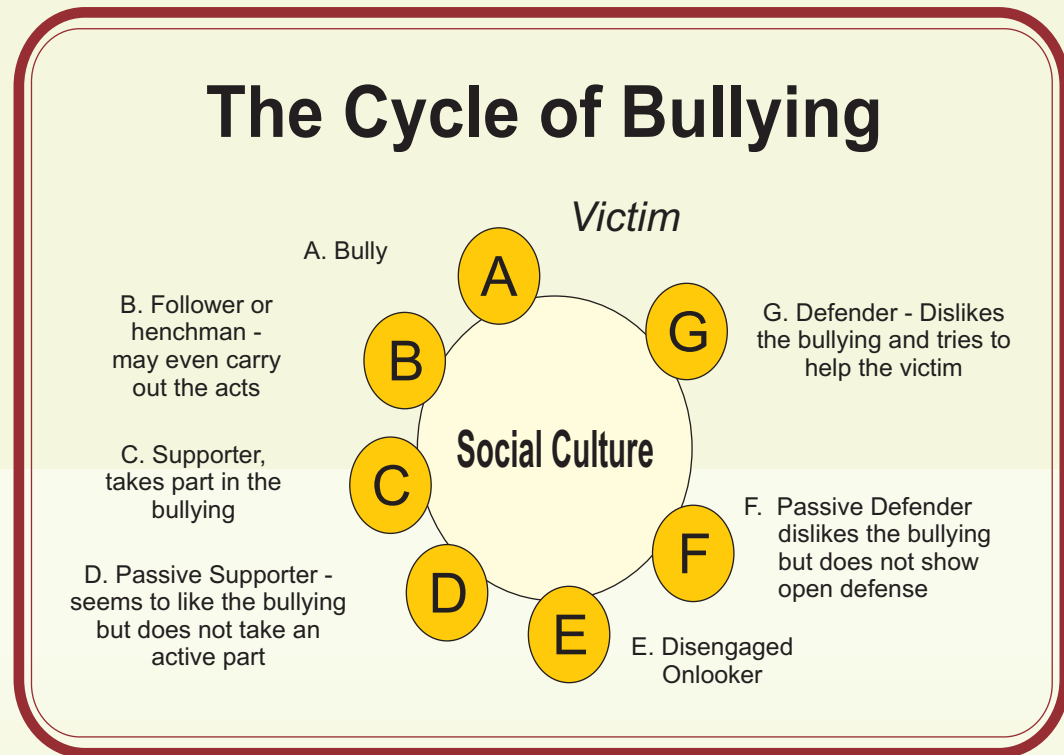 The Cycle of Bullying
Victim
A. Bully
A
B. Follower or
henchman -
may even carry
out the acts
B
C. Supporter,
takes part in the
bullying
C
D. Passive Supporter -
seems to like the bullying
but does not take an
active part
D
Social Culture
E
E. Disengaged
Onlooker
F
F. Passive Defender
dislikes the bullying
but does not show
open defense
G
G. Defender - Dislikes
the bullying and tries to
help the victim